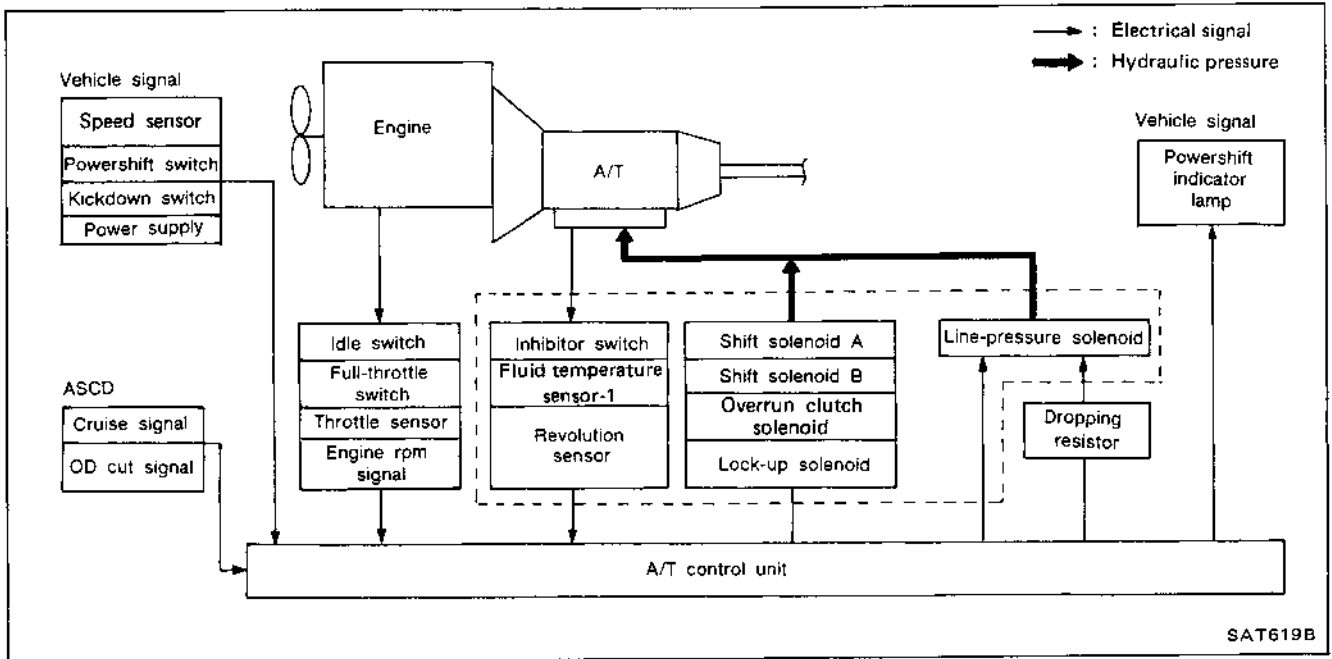 → : Electrical signal
→ : Hydraulic pressure
Vehicle signal
Speed sensor
Powershift switch
Kickdown switch
Power supply
Engine
A/T
Vehicle signal
Powershift
indicator
lamp
ASCD
Cruise signal
OD cut signal
Idle switch
Full-throttle
switch
Throttle sensor
Engine rpm
signal
Inhibitor switch
Fluid temperature
sensor-1
Revolution
sensor
Shift solenoid A
Shift solenoid B
Overrun clutch
solenoid
Lock-up solenoid
Line-pressure solenoid
Dropping
resistor
A/T control unit
SAT619B